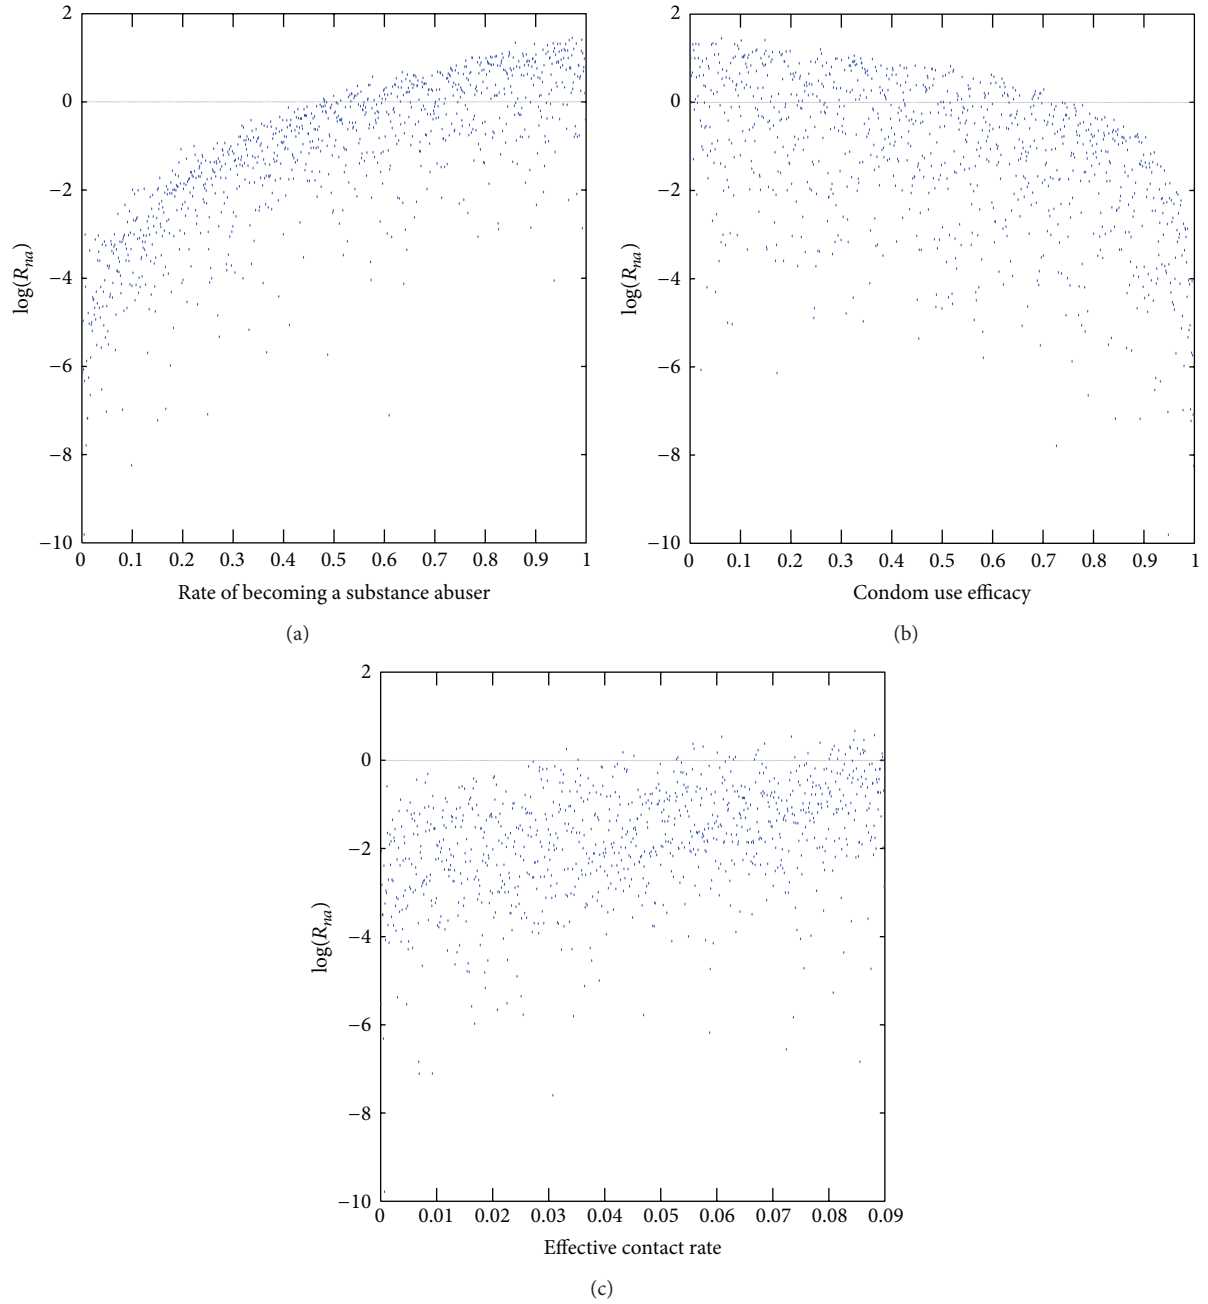 2
0
−2
−4
−6
−8
−10
log(R_na)
0 0.1 0.2 0.3 0.4 0.5 0.6 0.7 0.8 0.9 1
Rate of becoming a substance abuser
(a)
2
0
−2
−4
−6
−8
−10
log(R_na)
0 0.1 0.2 0.3 0.4 0.5 0.6 0.7 0.8 0.9 1
Condom use efficacy
(b)
2
0
−2
−4
−6
−8
−10
log(R_na)
0 0.01 0.02 0.03 0.04 0.05 0.06 0.07 0.08 0.09
Effective contact rate
(c)